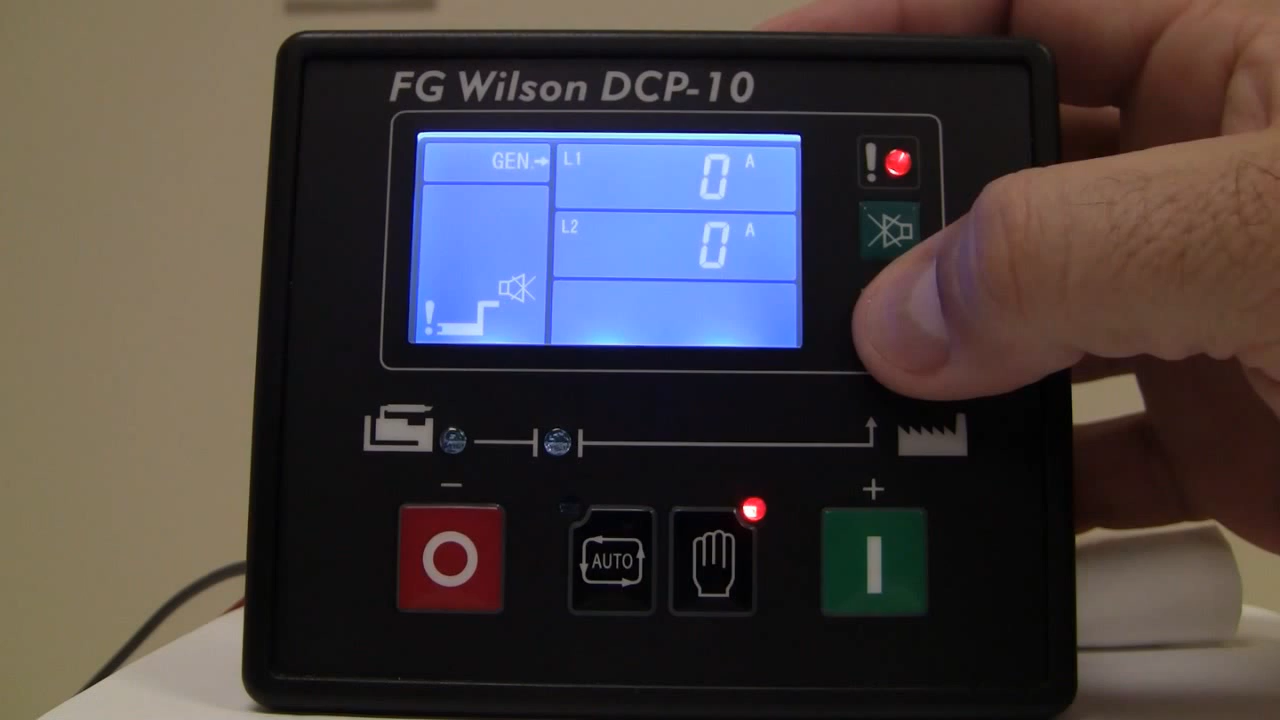 FG Wilson DCP-10
GEN.
L1 0 A
L2 0 A
!
!
- +
AUTO